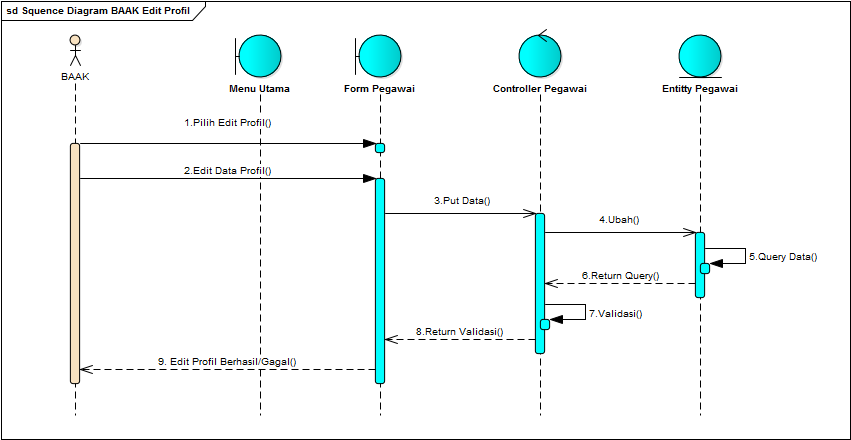 sd Squence Diagram BAAK Edit Profil
BAAK
Menu Utama
Form Pegawai
Controller Pegawai
Entitty Pegawai
1.Pilih Edit Profil()
2.Edit Data Profil()
3.Put Data()
4.Ubah()
5.Query Data()
6.Return Query()
7.Validasi()
8.Return Validasi()
9. Edit Profil Berhasil/Gagal()